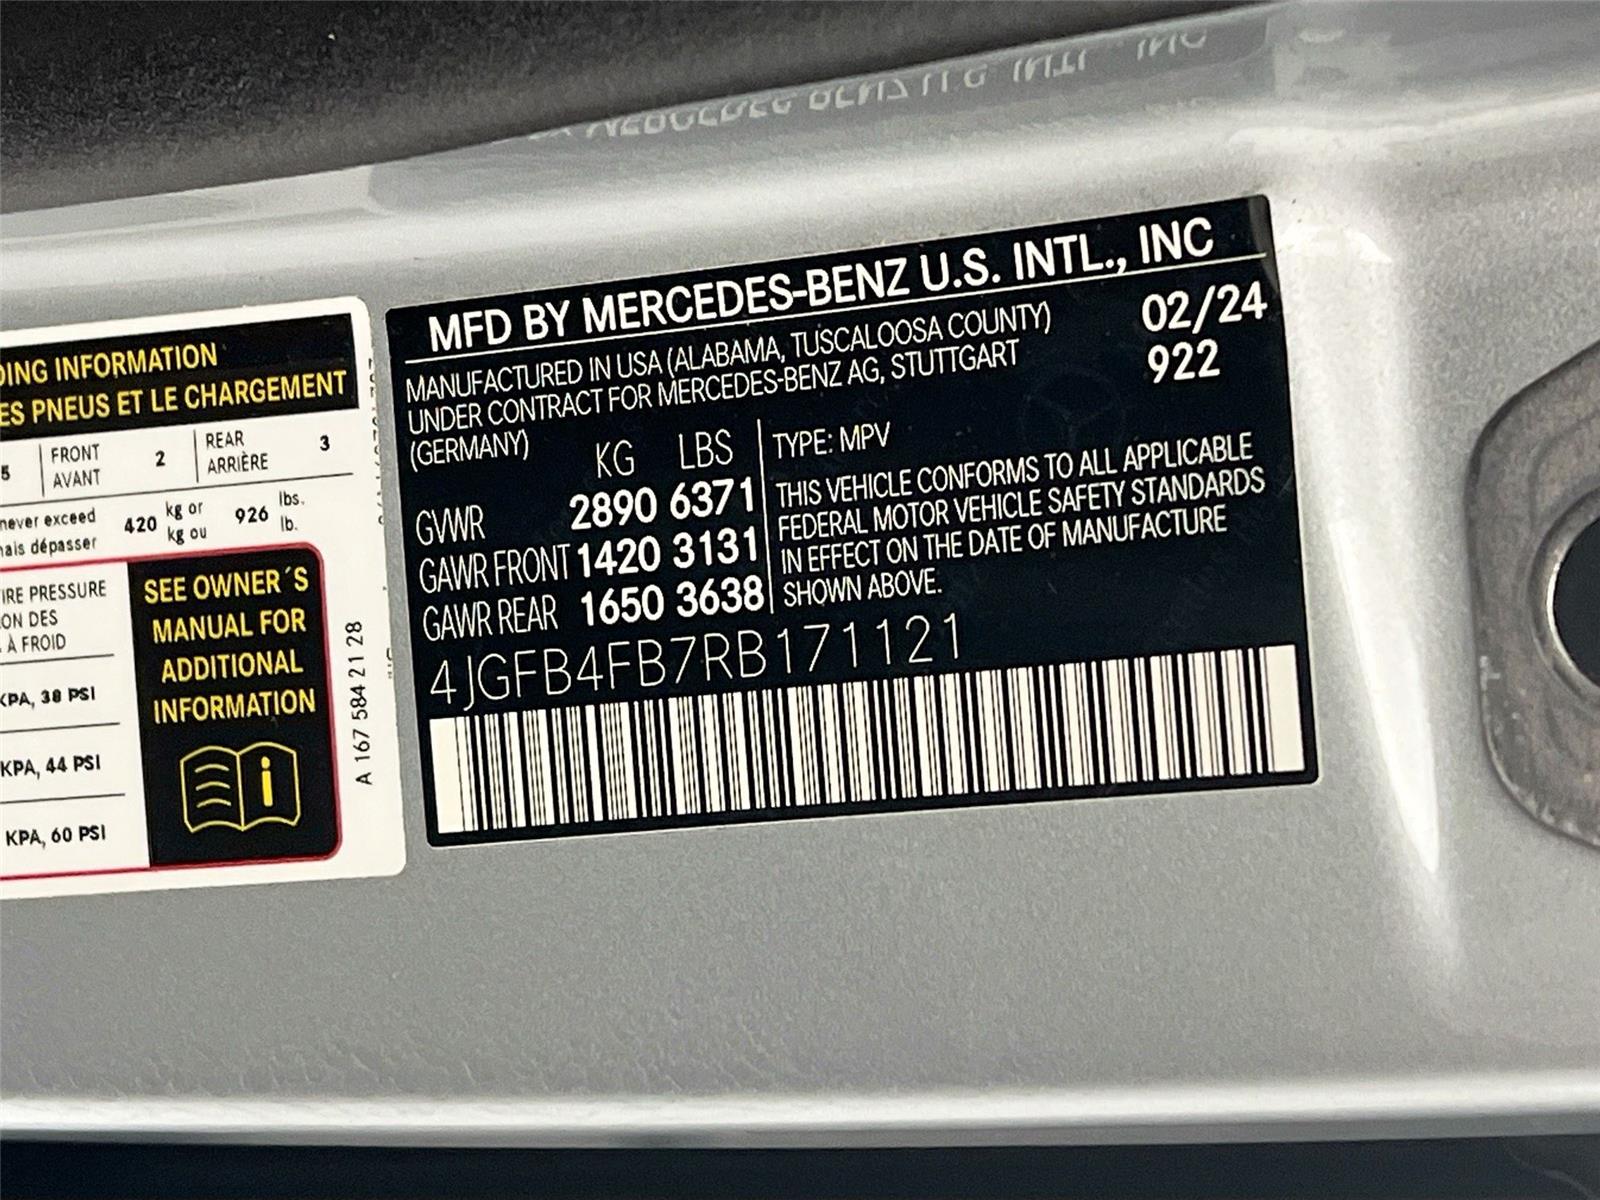 DING INFORMATION
ES PNEUS ET LE CHARGEMENT
5 FRONT 2 REAR 3
AVANT ARRIÈRE
never exceed 420 kg or 926 lbs.
ais dépasser kg ou lb.
IRE PRESSURE
ON DES
À FROID
KPA, 38 PSI
KPA, 44 PSI
KPA, 60 PSI
SEE OWNER´S
MANUAL FOR
ADDITIONAL
INFORMATION
i
A 167 584 21 28
MFD BY MERCEDES-BENZ U.S. INTL., INC
MANUFACTURED IN USA (ALABAMA, TUSCALOOSA COUNTY) 02/24
UNDER CONTRACT FOR MERCEDES-BENZ AG, STUTTGART 922
(GERMANY)
KG LBS
GVWR 2890 6371
GAWR FRONT 1420 3131
GAWR REAR 1650 3638
TYPE: MPV
THIS VEHICLE CONFORMS TO ALL APPLICABLE
FEDERAL MOTOR VEHICLE SAFETY STANDARDS
IN EFFECT ON THE DATE OF MANUFACTURE
SHOWN ABOVE.
4JGFB4FB7RB171121